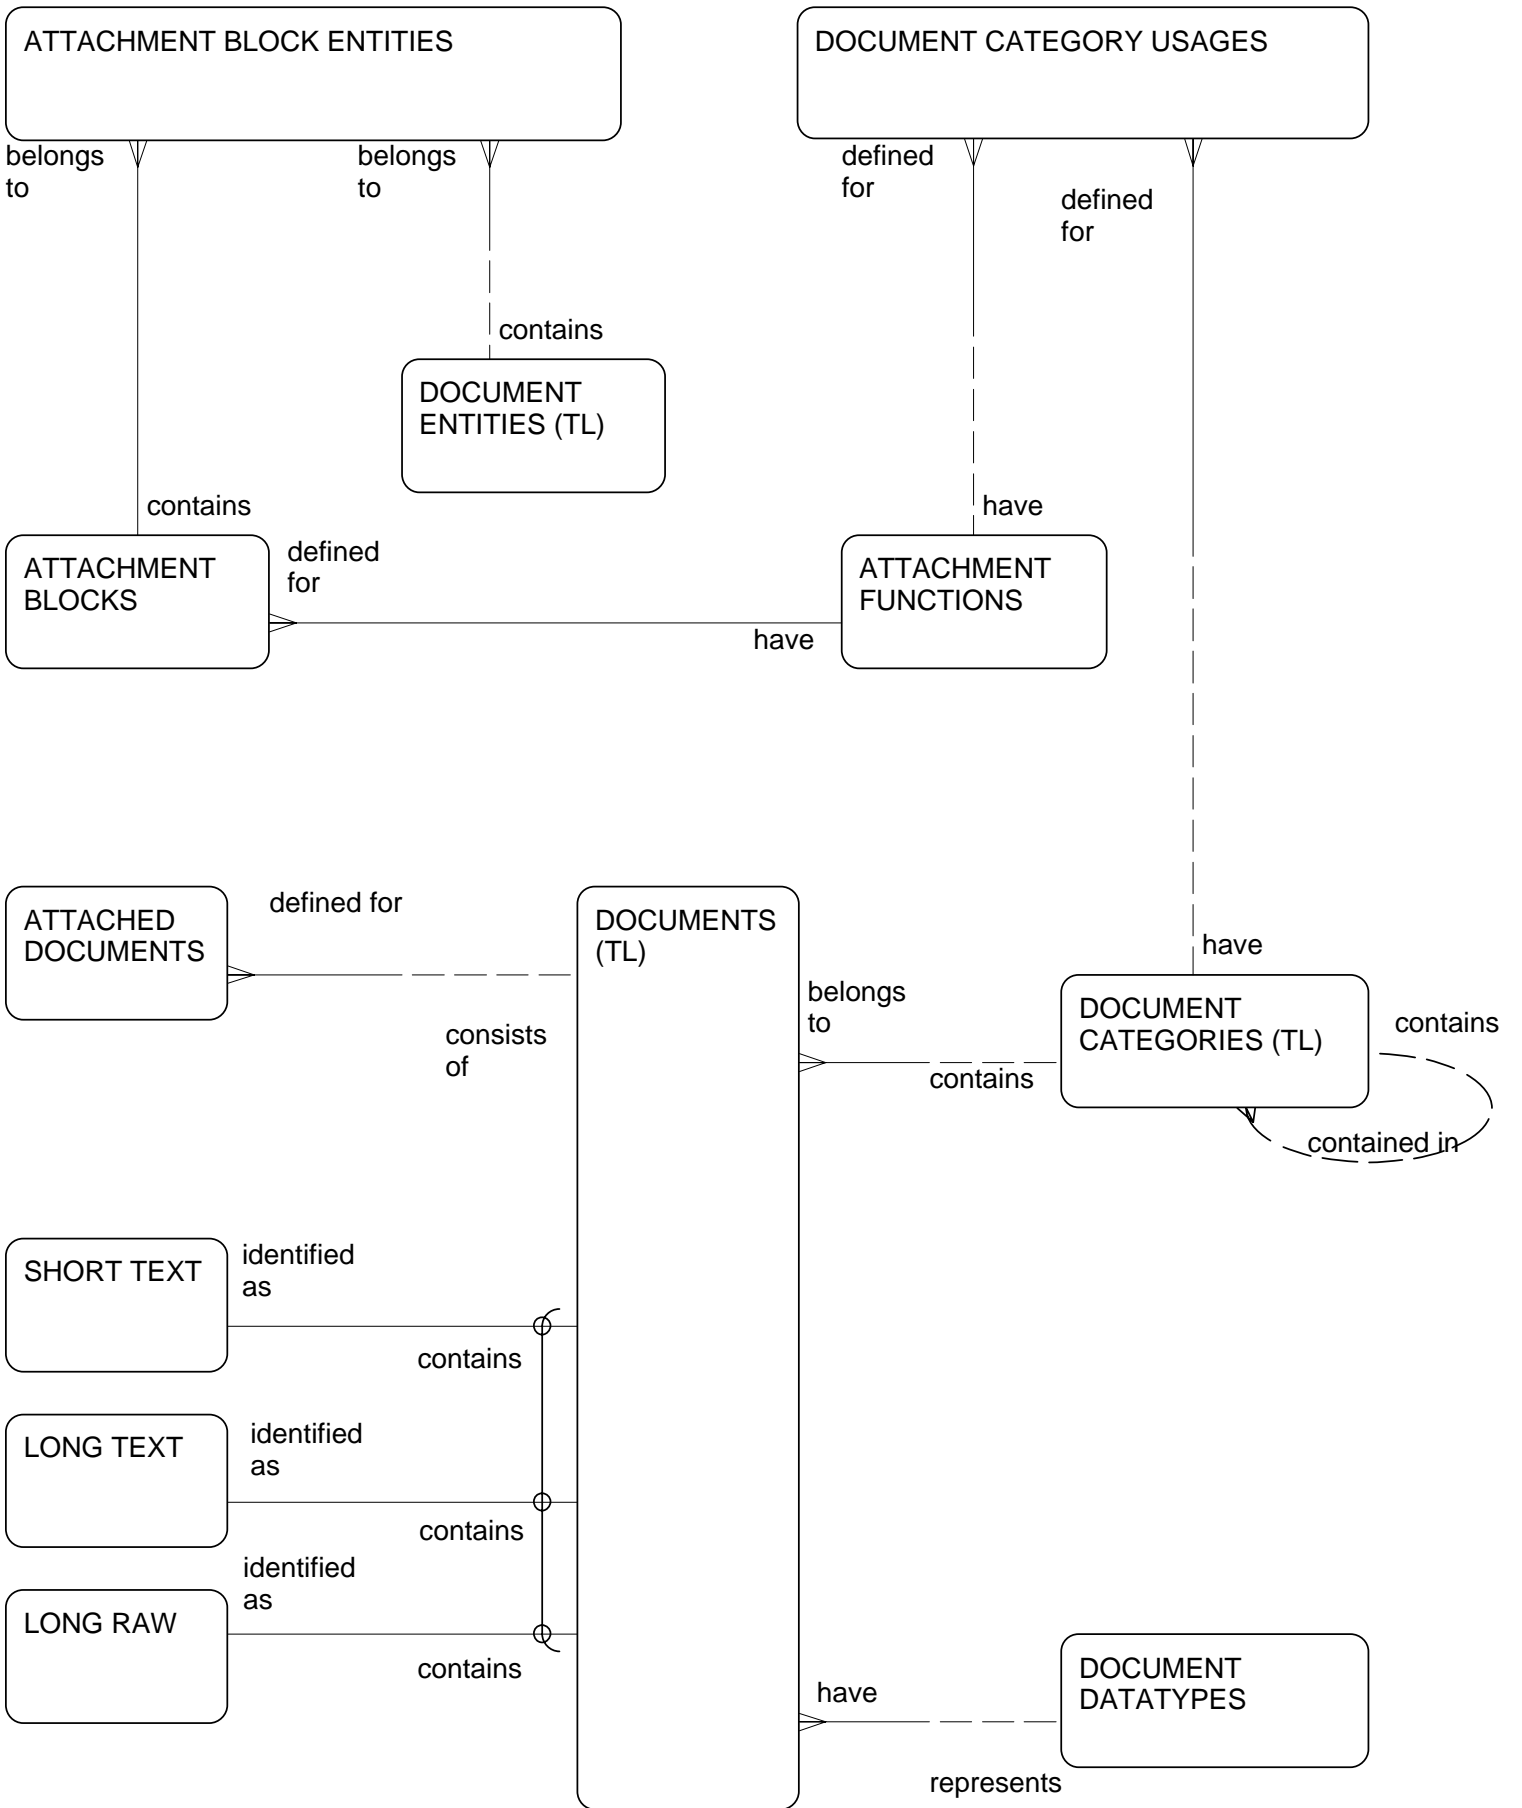 ATTACHMENT BLOCK ENTITIES
DOCUMENT CATEGORY USAGES
belongs
to
belongs
to
defined
for
defined
for
contains
DOCUMENT
ENTITIES (TL)
contains
have
ATTACHMENT
BLOCKS
defined
for
ATTACHMENT
FUNCTIONS
have
ATTACHED
DOCUMENTS
defined for
DOCUMENTS
(TL)
have
consists
of
belongs
to
contains
DOCUMENT
CATEGORIES (TL)
contains
contained in
SHORT TEXT
identified
as
contains
LONG TEXT
identified
as
contains
LONG RAW
identified
as
contains
have
DOCUMENT
DATATYPES
represents